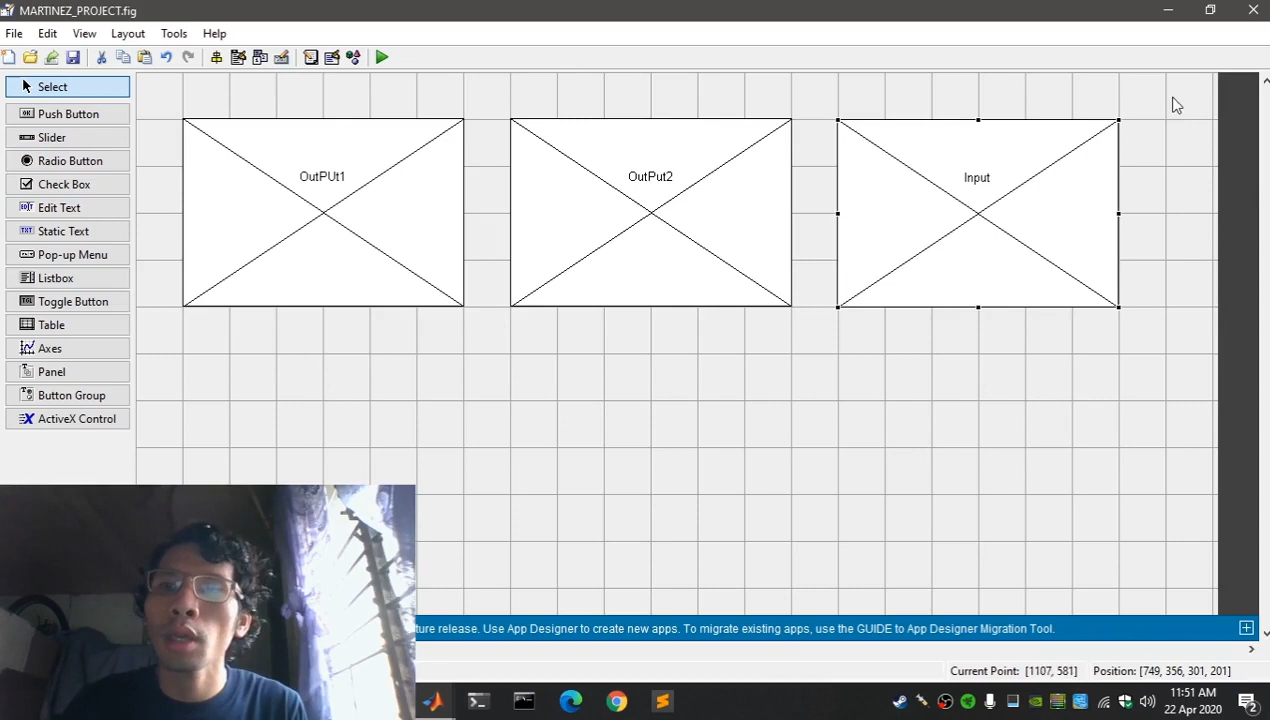 MARTINEZ_PROJECT.fig
File Edit View Layout Tools Help
Select
Push Button
Slider
Radio Button
Check Box
Edit Text
Static Text
Pop-up Menu
Listbox
Toggle Button
Table
Axes
Panel
Button Group
ActiveX Control
OutPUt1
OutPut2
Input
ture release. Use App Designer to create new apps. To migrate existing apps, use the GUIDE to App Designer Migration Tool.
Current Point: [1107, 581] Position: [749, 356, 301, 201]
11:51 AM
22 Apr 2020
2